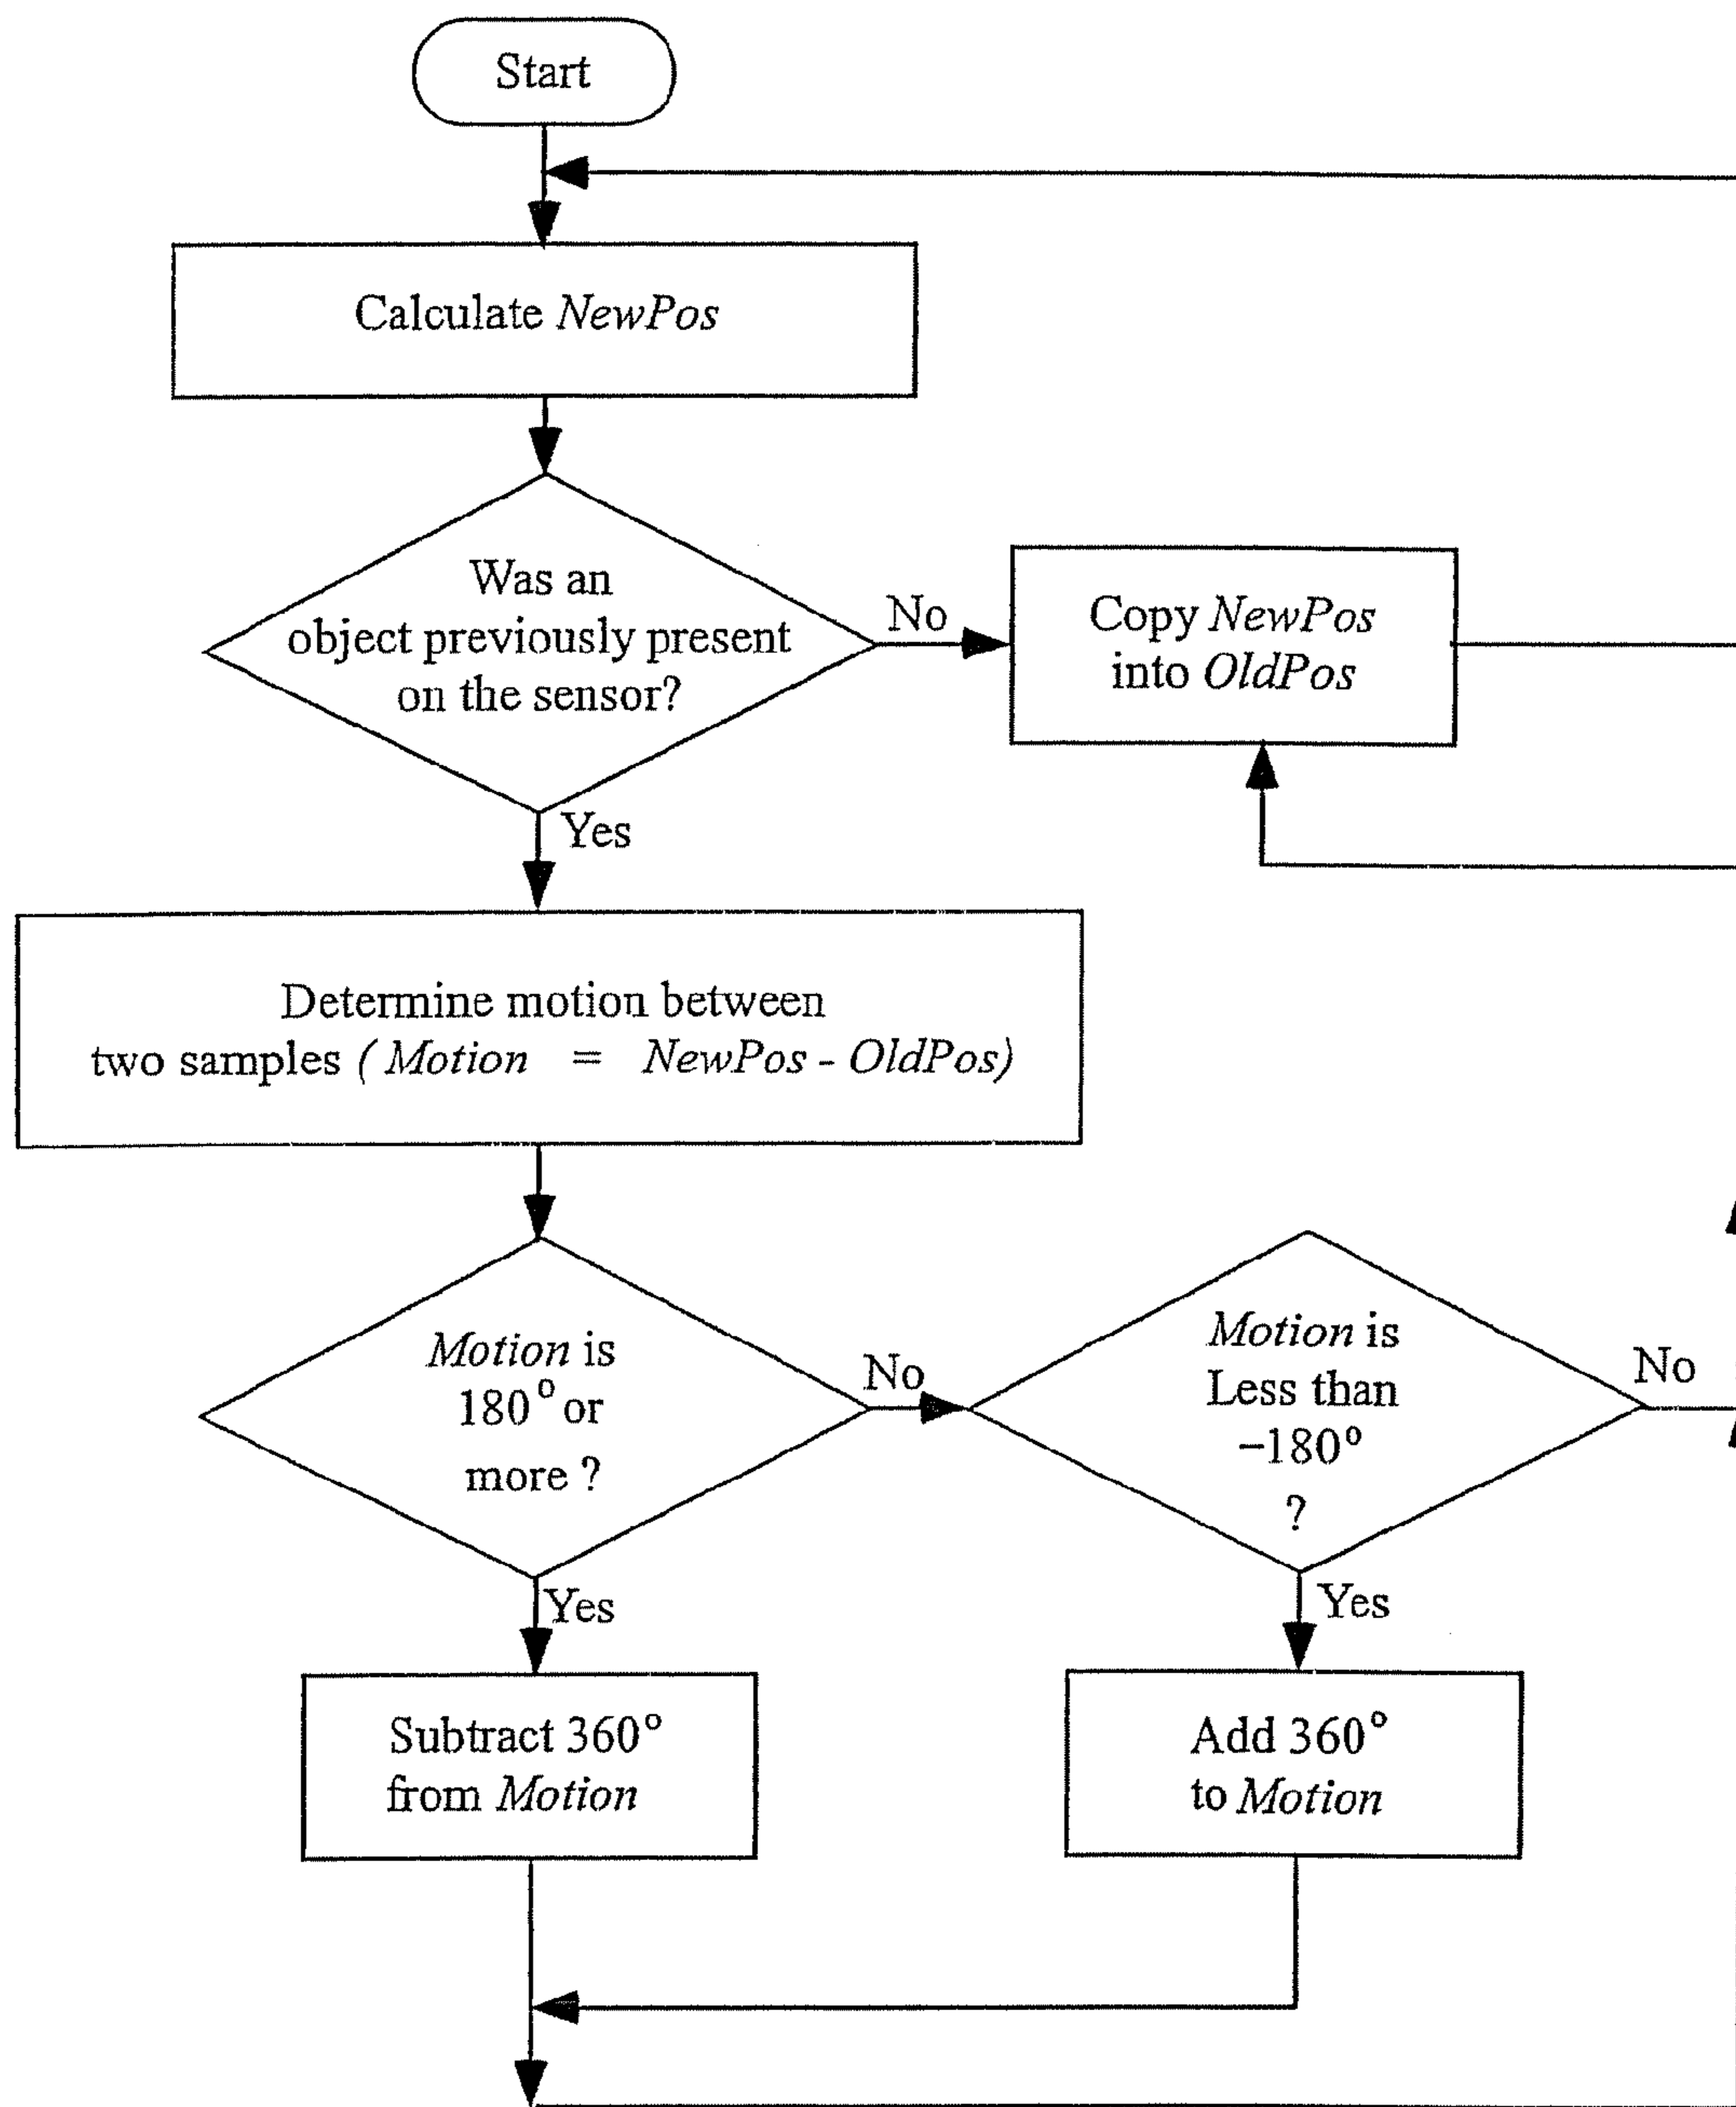 Start
Calculate NewPos
Was an
object previously present
on the sensor?
No
Copy NewPos
into OldPos
Yes
Determine motion between
two samples ( Motion = NewPos - OldPos)
Motion is
180° or
more ?
No
Motion is
Less than
–180°
?
No
Yes
Yes
Subtract 360°
from Motion
Add 360°
to Motion